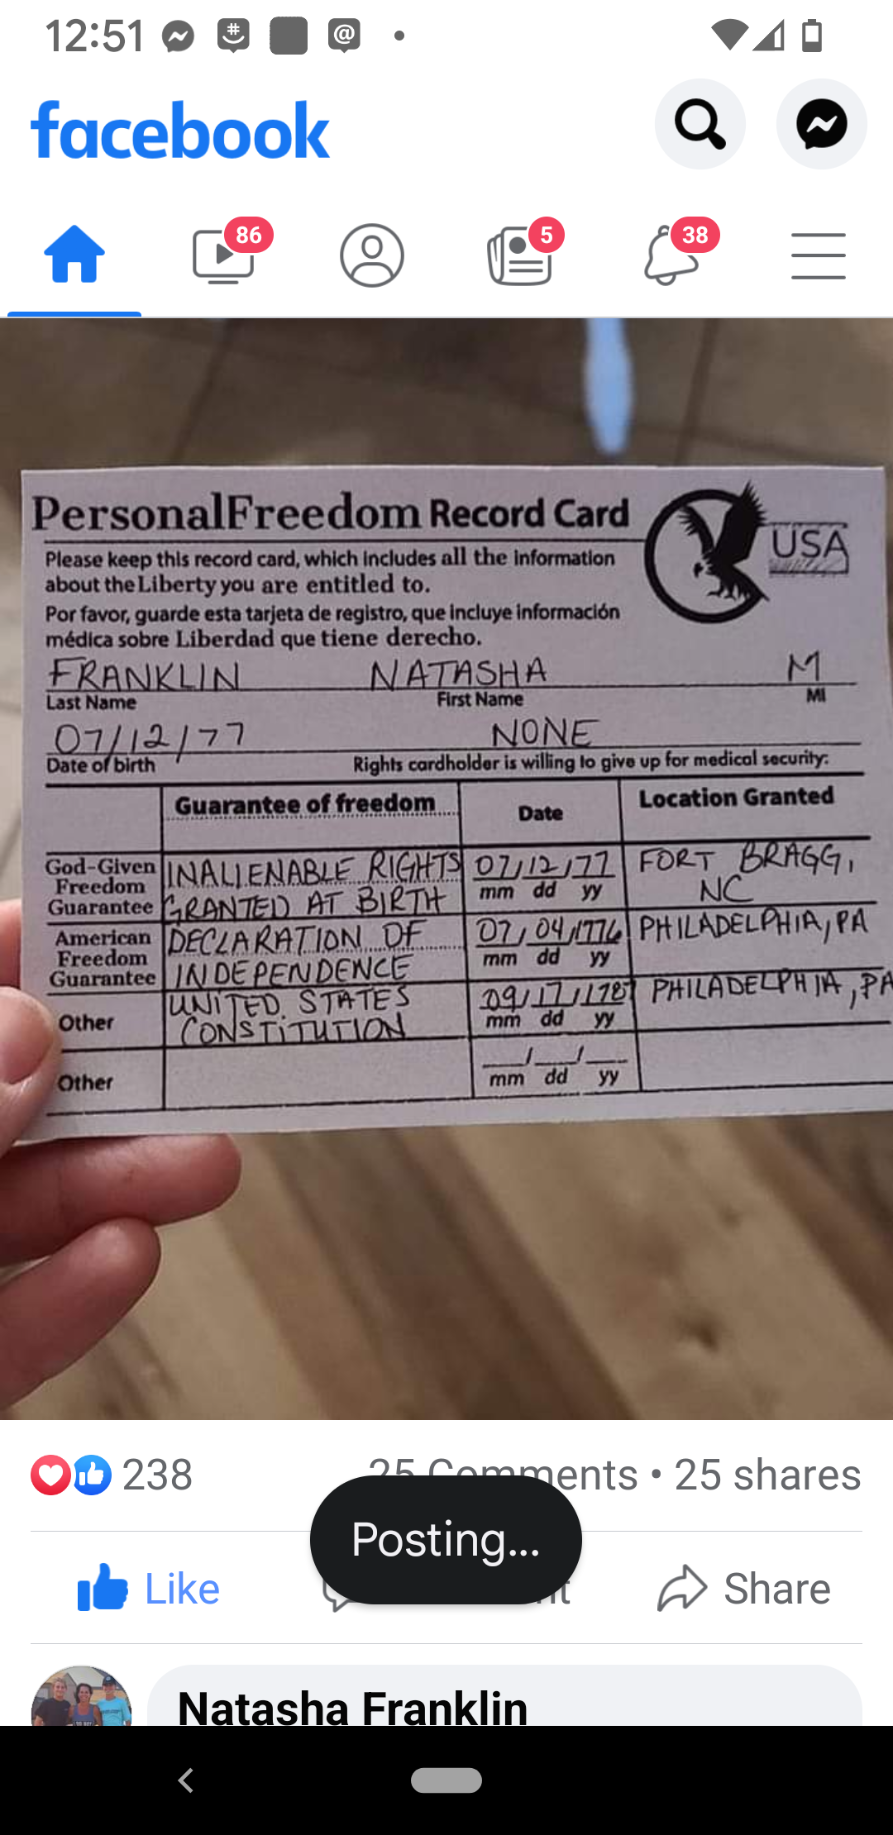 12:51
facebook
86
5
38
PersonalFreedom Record Card
USA
Please keep this record card, which includes all the information
about the Liberty you are entitled to.
Por favor, guarde esta tarjeta de registro, que incluye información
médica sobre Liberdad que tiene derecho.
FRANKLIN NATASHA M
Last Name First Name MI
07/12/77 NONE
Date of birth Rights cardholder is willing to give up for medical security:
Guarantee of freedom Date Location Granted
God-Given
Freedom
Guarantee
INALIENABLE RIGHTS
GRANTED AT BIRTH
07/12/77
mm dd yy
FORT BRAGG,
NC
American
Freedom
Guarantee
DECLARATION OF
INDEPENDENCE
07/04/1776
mm dd yy
PHILADELPHIA, PA
Other
UNITED STATES
CONSTITUTION
09/17/1787
mm dd yy
PHILADELPHIA, PA
Other
__/__/__
mm dd yy
238 25 Comments • 25 shares
Posting...
Like Share
Natasha Franklin